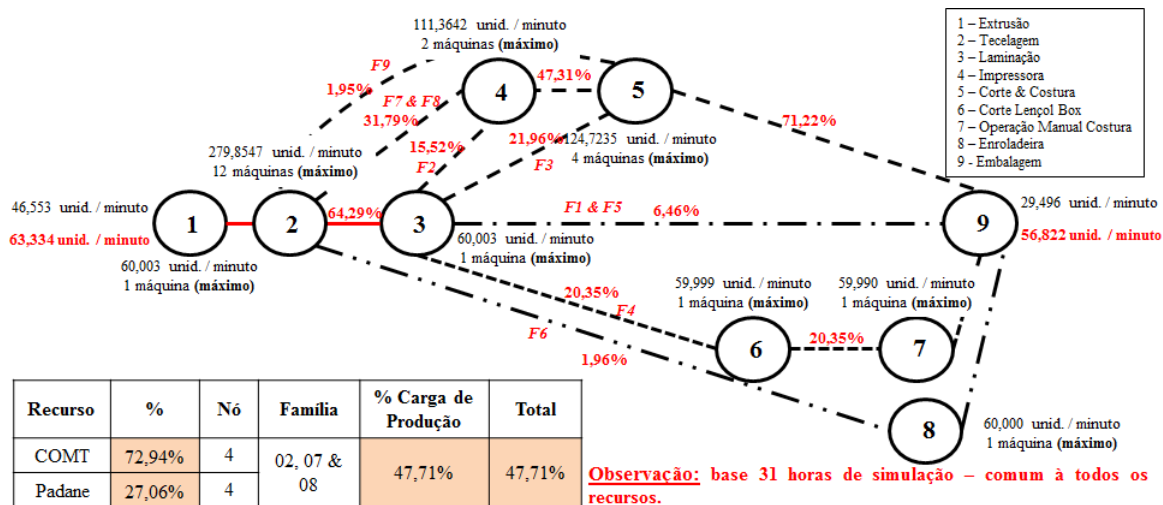 111,3642 unid. / minuto
2 máquinas (máximo)
1 – Extrusão
2 – Tecelagem
3 – Laminação
4 – Impressora
5 – Corte & Costura
6 – Corte Lençol Box
7 – Operação Manual Costura
8 – Enroladeira
9 - Embalagem
F9
1,95%
F7 & F8
31,79%
4
47,31%
5
71,22%
279,8547 unid. / minuto
12 máquinas (máximo)
15,52%
F2
21,96%
F3
124,7235 unid. / minuto
4 máquinas (máximo)
46,553 unid. / minuto
63,334 unid. / minuto
1
2
64,29%
3
F1 & F5
6,46%
9
29,496 unid. / minuto
56,822 unid. / minuto
60,003 unid. / minuto
1 máquina (máximo)
60,003 unid. / minuto
1 máquina (máximo)
20,35%
F4
F6
1,96%
59,999 unid. / minuto
1 máquina (máximo)
59,990 unid. / minuto
1 máquina (máximo)
6
20,35%
7
8
60,000 unid. / minuto
1 máquina (máximo)
Recurso % Nó Família % Carga de Produção Total
COMT 72,94% 4 02, 07 & 08 47,71% 47,71%
Padane 27,06% 4
Observação: base 31 horas de simulação – comum à todos os
recursos.